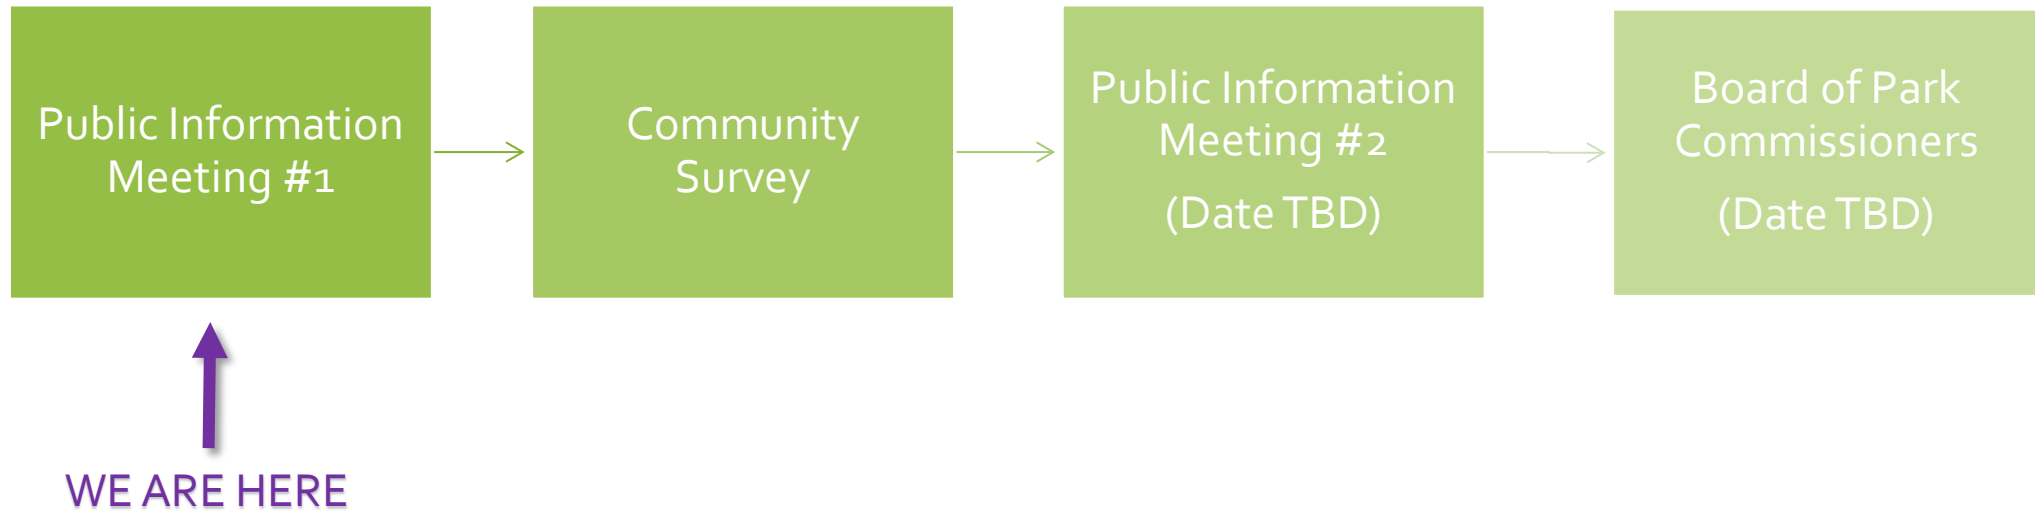 Public Information
Meeting #1
Community
Survey
Public Information
Meeting #2
(Date TBD)
Board of Park
Commissioners
(Date TBD)
WE ARE HERE